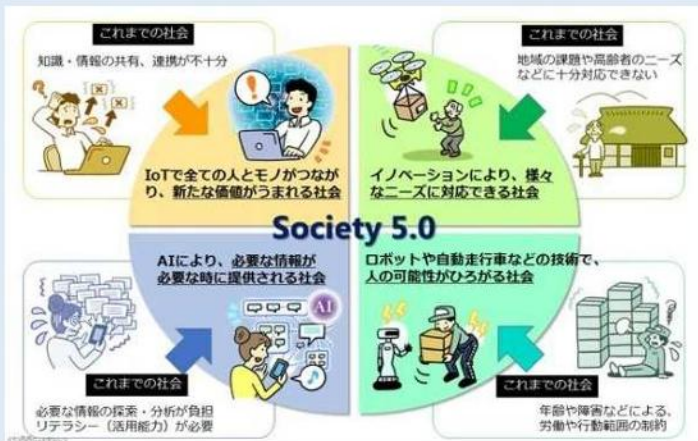 これまでの社会
知識・情報の共有、連携が不十分
IoTで全ての人とモノがつなが
り、新たな価値がうまれる社会
これまでの社会
地域の課題や高齢者のニーズ
などに十分対応できない
イノベーションにより、様々
なニーズに対応できる社会
Society 5.0
AIにより、必要な情報が
必要な時に提供される社会
AI
これまでの社会
必要な情報の探索・分析が負担
リテラシー(活用能力)が必要
ロボットや自動走行車などの技術で、
人の可能性がひろがる社会
これまでの社会
年齢や障害などによる、
労働や行動範囲の制約